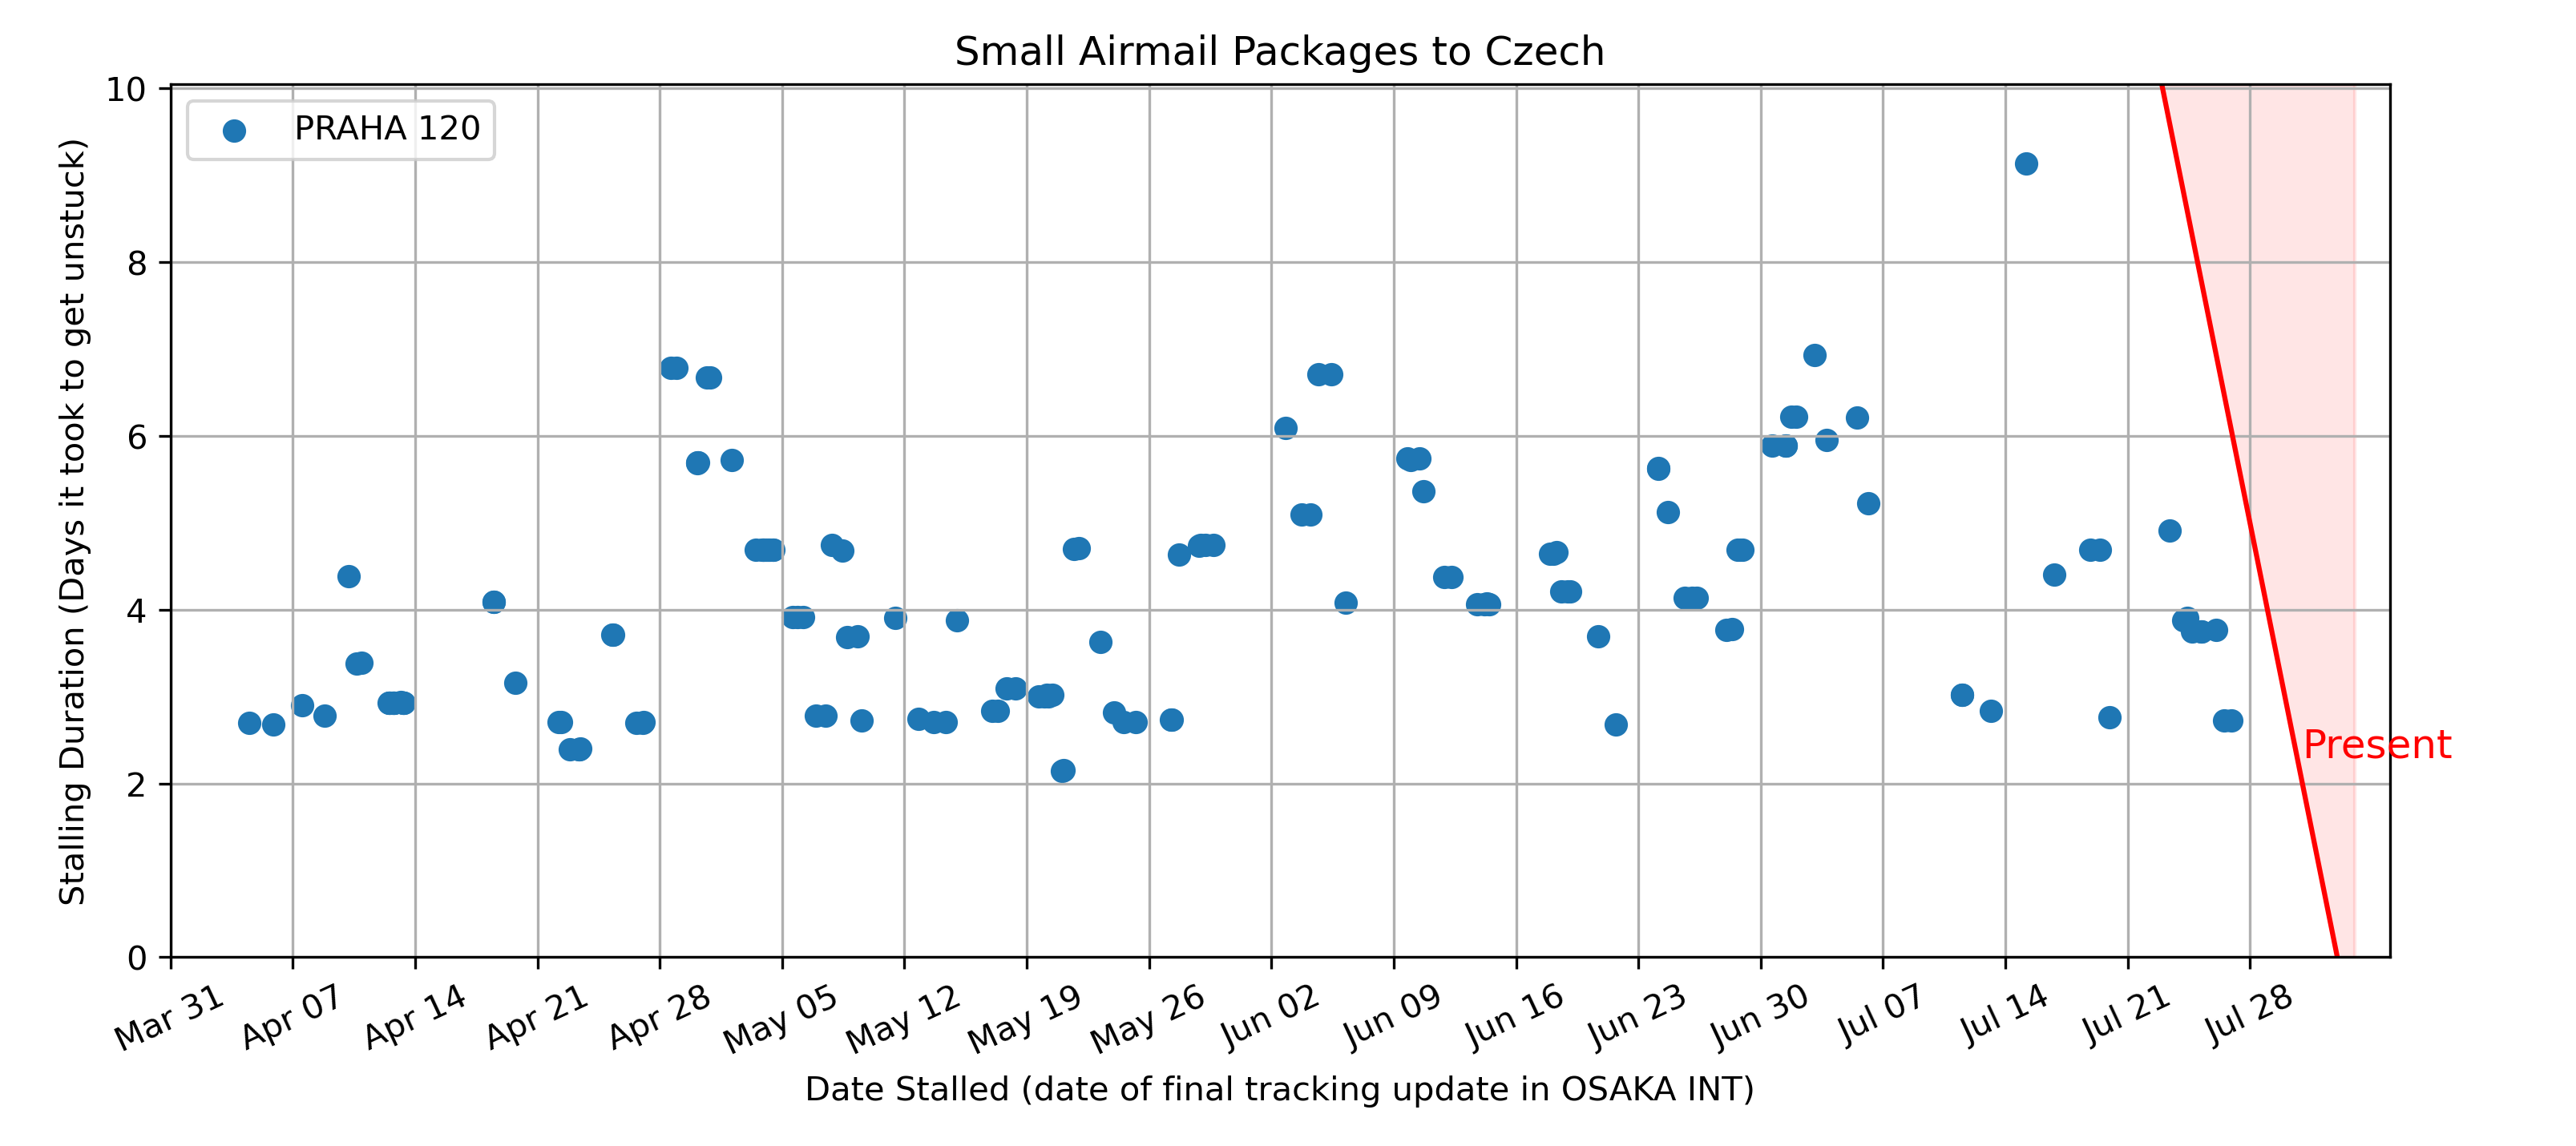 Small Airmail Packages to Czech
PRAHA 120
Stalling Duration (Days it took to get unstuck)
10
8
6
4
2
0
Present
Mar 31
Apr 07
Apr 14
Apr 21
Apr 28
May 05
May 12
May 19
May 26
Jun 02
Jun 09
Jun 16
Jun 23
Jun 30
Jul 07
Jul 14
Jul 21
Jul 28
Date Stalled (date of final tracking update in OSAKA INT)